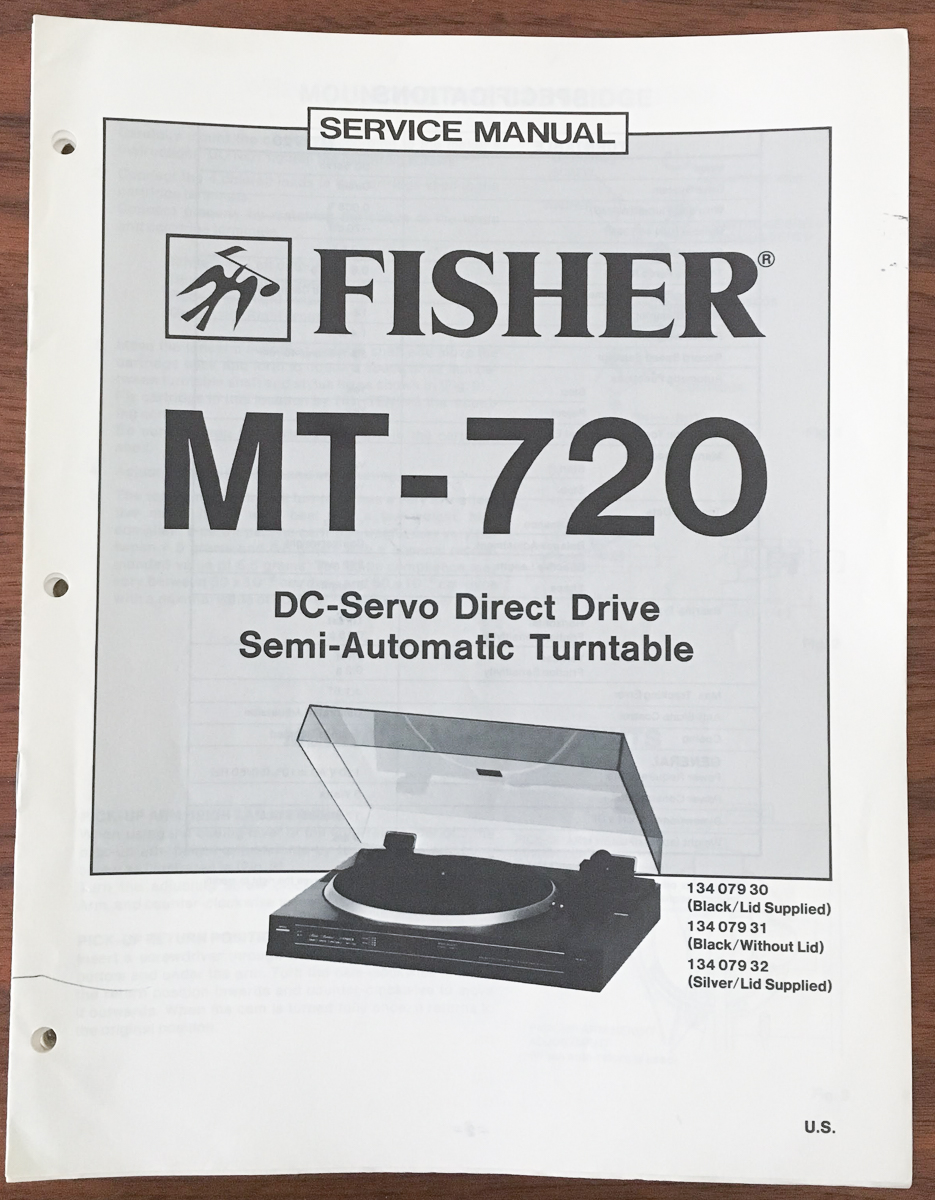 SERVICE MANUAL
FISHER®
MT-720
DC-Servo Direct Drive
Semi-Automatic Turntable
134 079 30
(Black/Lid Supplied)
134 079 31
(Black/Without Lid)
134 079 32
(Silver/Lid Supplied)
U.S.